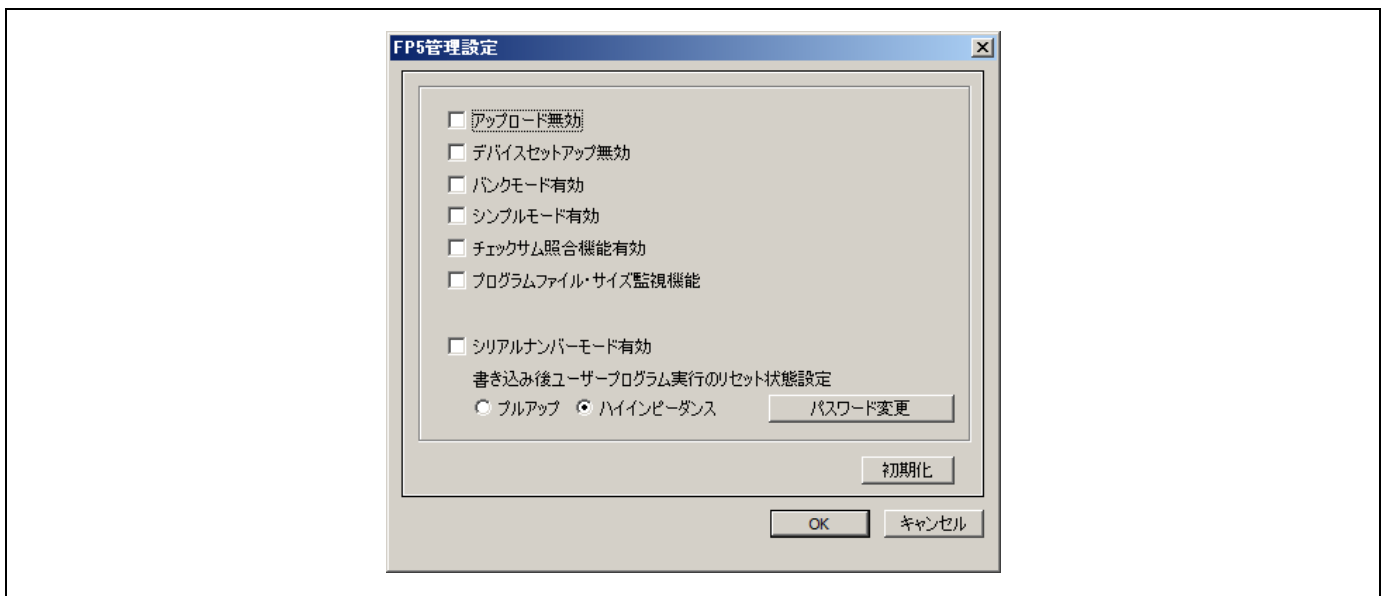 FP5管理設定
アップロード無効
デバイスセットアップ無効
バンクモード有効
シンプルモード有効
チェックサム照合機能有効
プログラムファイル・サイズ監視機能
シリアルナンバーモード有効
書き込み後ユーザープログラム実行のリセット状態設定
プルアップ ハイインピーダンス パスワード変更
初期化
OK キャンセル